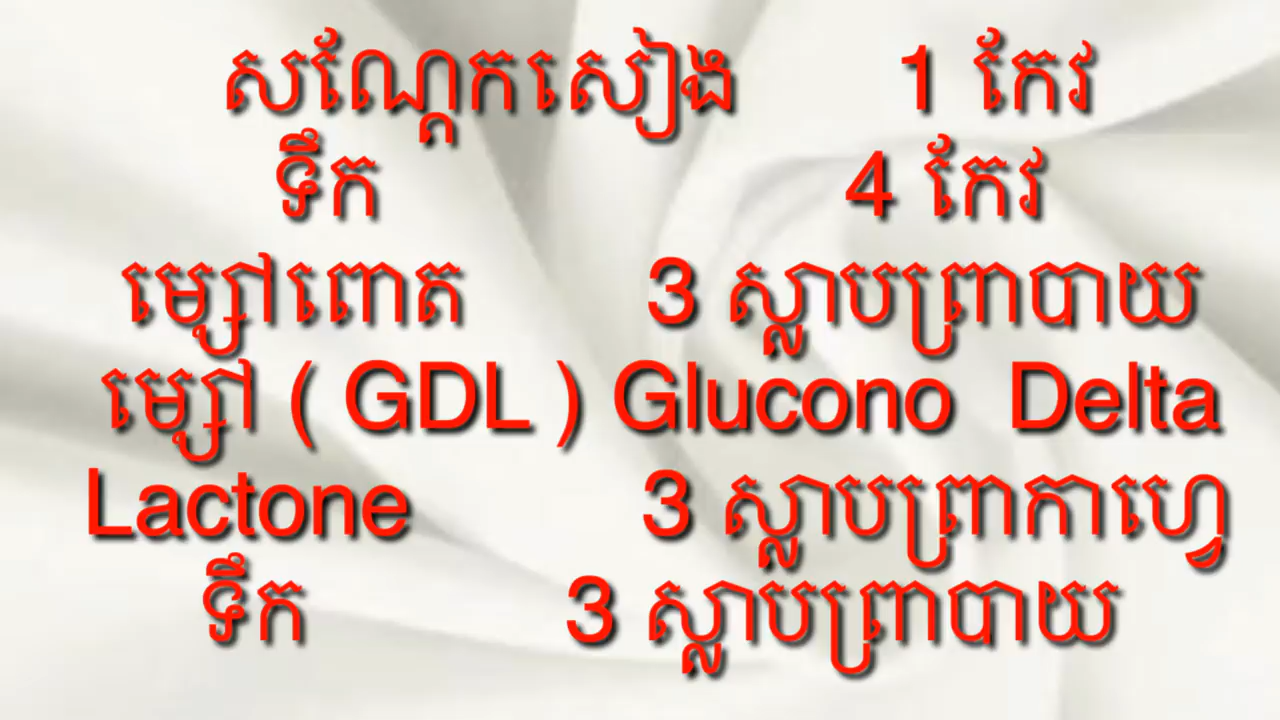 សណ្ដែកសៀង 1 កែវ
ទឹក 4 កែវ
ម្សៅពោត 3 ស្លាបព្រាបាយ
ម្សៅ ( GDL ) Glucono Delta
Lactone 3 ស្លាបព្រាកាហ្វេ
ទឹក 3 ស្លាបព្រាបាយ